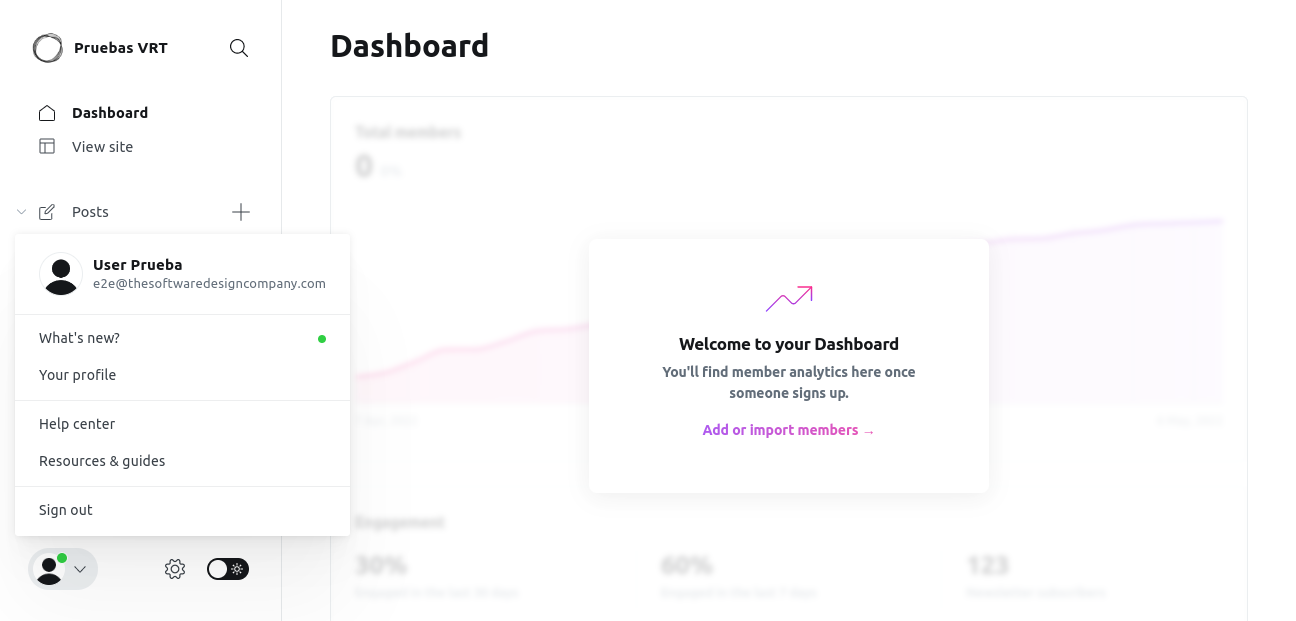 Pruebas VRT
Dashboard
View site
Posts
User Prueba
e2e@thesoftwaredesigncompany.com
What's new?
Your profile
Help center
Resources & guides
Sign out
Dashboard
Total members
0
Welcome to your Dashboard
You'll find member analytics here once
someone signs up.
Add or import members →
Engagement
30%
60%
123